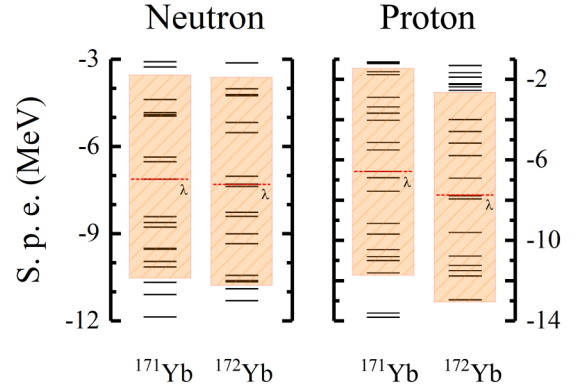 Neutron Proton
S. p. e. (MeV)
-3
-6
-9
-12
λ
λ
λ
λ
-2
-6
-10
-14
¹⁷¹Yb ¹⁷²Yb ¹⁷¹Yb ¹⁷²Yb